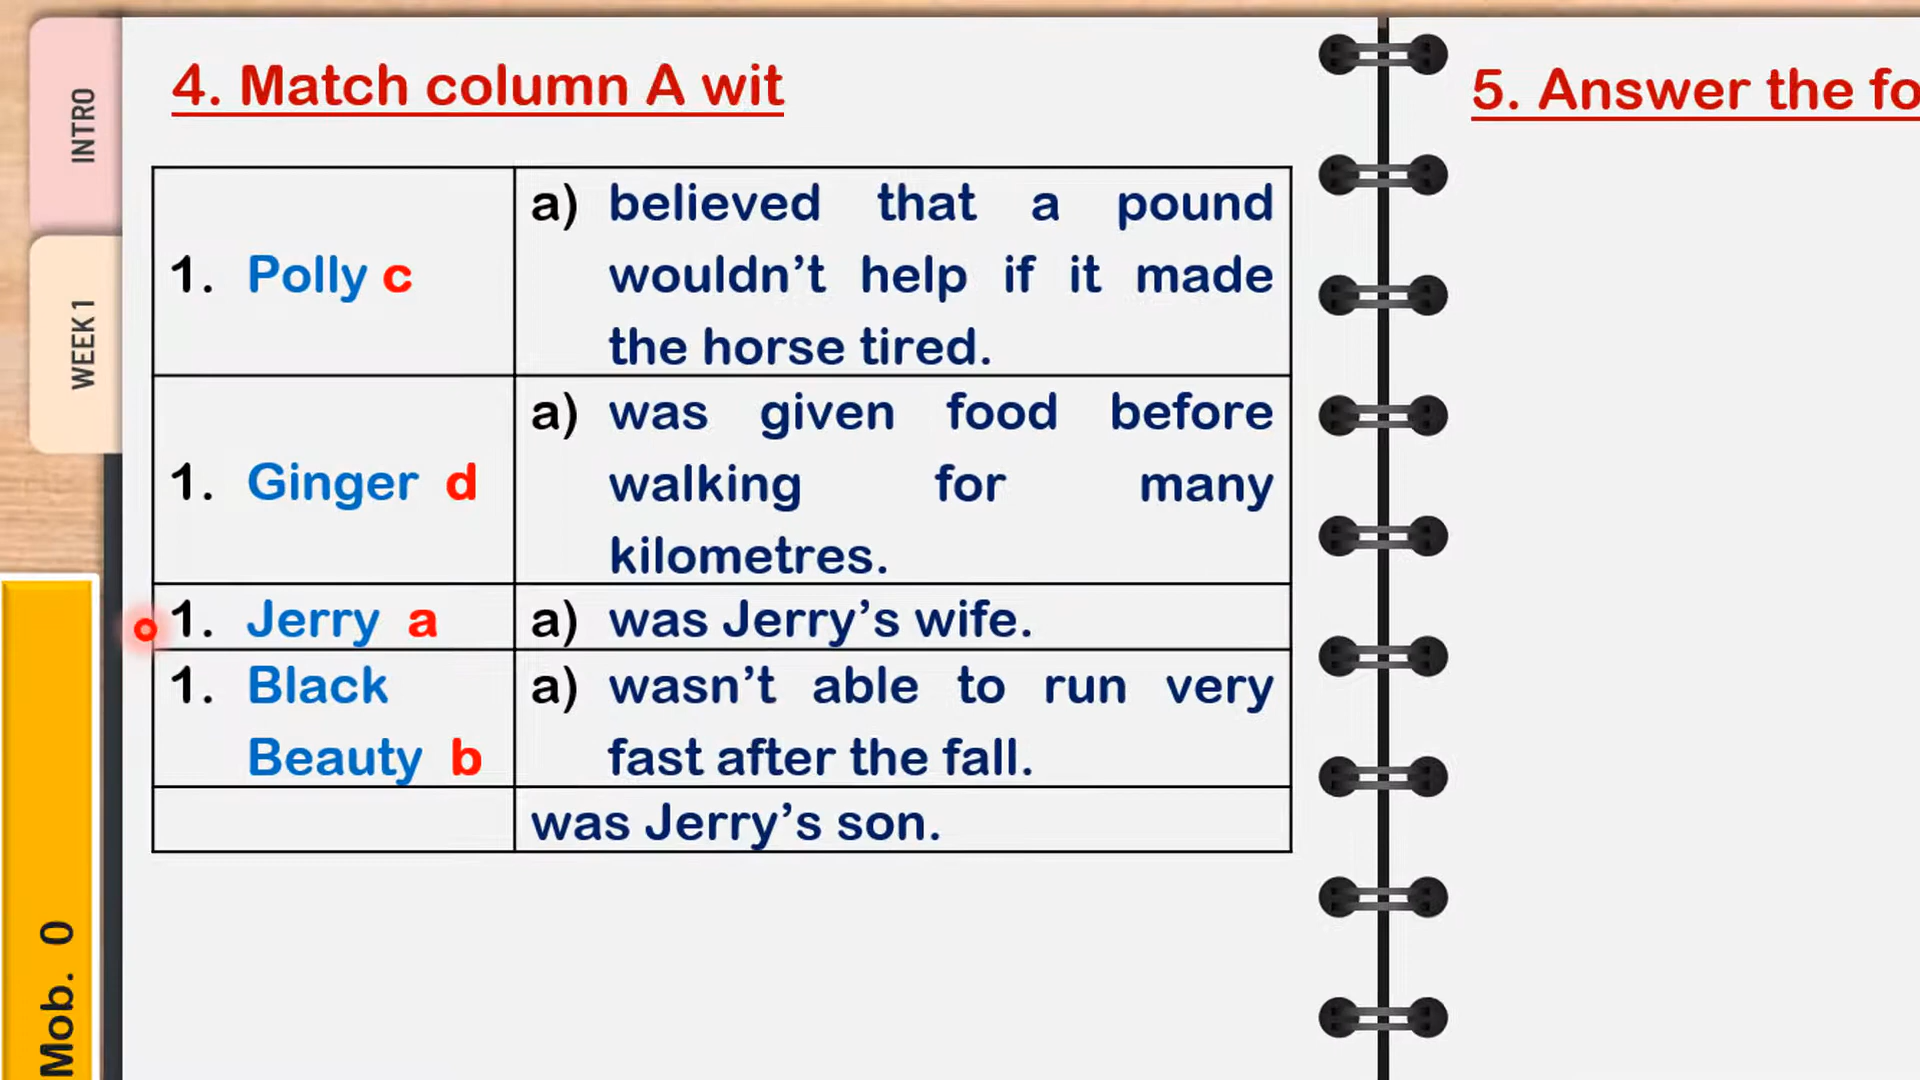 INTRO
WEEK 1
Mob. 0
4. Match column A wit
1. Polly c
a) believed that a pound
wouldn’t help if it made
the horse tired.
1. Ginger d
a) was given food before
walking for many
kilometres.
1. Jerry a
a) was Jerry’s wife.
1. Black
Beauty b
a) wasn’t able to run very
fast after the fall.
was Jerry’s son.
5. Answer the fo